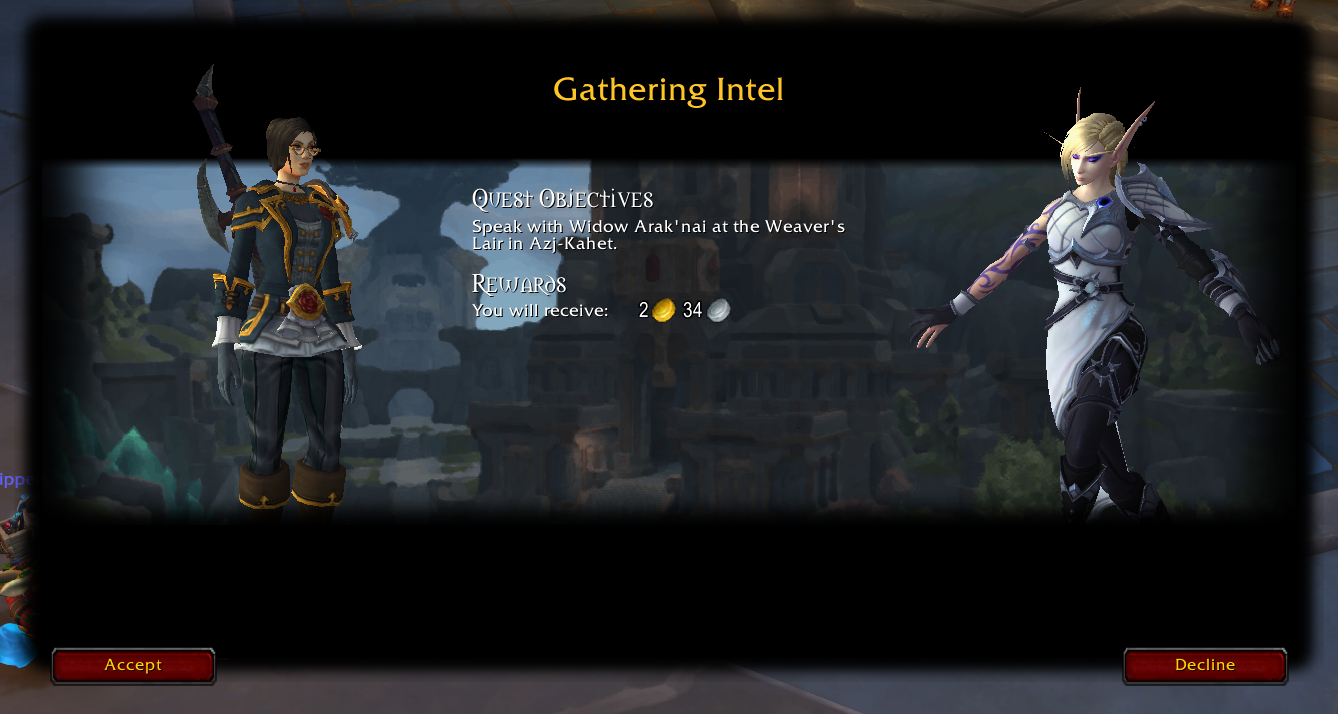 Gathering Intel
Quest Objectives
Speak with Widow Arak'nai at the Weaver's
Lair in Azj-Kahet.
Rewards
You will receive: 2 34
ippe
Accept
Decline